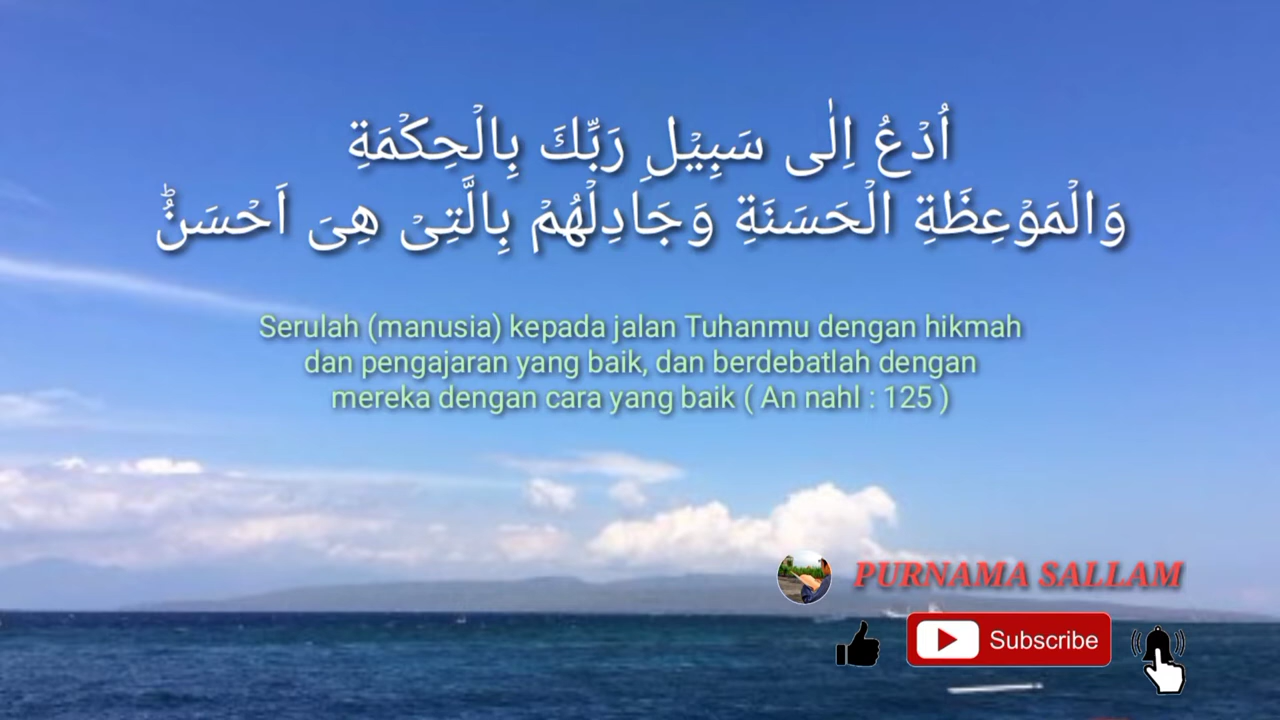 اُدۡعُ اِلٰى سَبِيۡلِ رَبِّكَ بِالۡحِكۡمَةِ
وَالۡمَوۡعِظَةِ الۡحَسَنَةِ‌ وَجَادِلۡهُمۡ بِالَّتِىۡ هِىَ اَحۡسَنُ‌ؕ
Serulah (manusia) kepada jalan Tuhanmu dengan hikmah
dan pengajaran yang baik, dan berdebatlah dengan
mereka dengan cara yang baik ( An nahl : 125 )
PURNAMA SALLAM
Subscribe